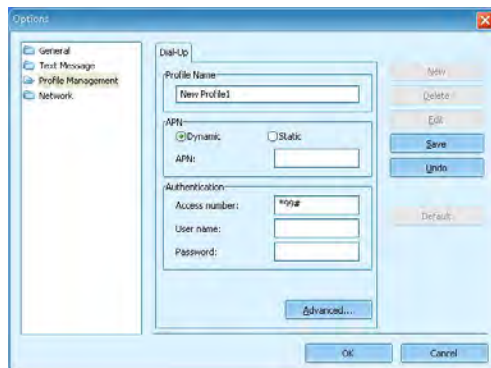 Options
General
Text Message
Profile Management
Network
Dial-Up
Profile Name
New Profile1
APN
Dynamic
Static
APN:
Authentication
Access number:
*99#
User name:
Password:
Advanced...
New
Delete
Edit
Save
Undo
Default
OK
Cancel